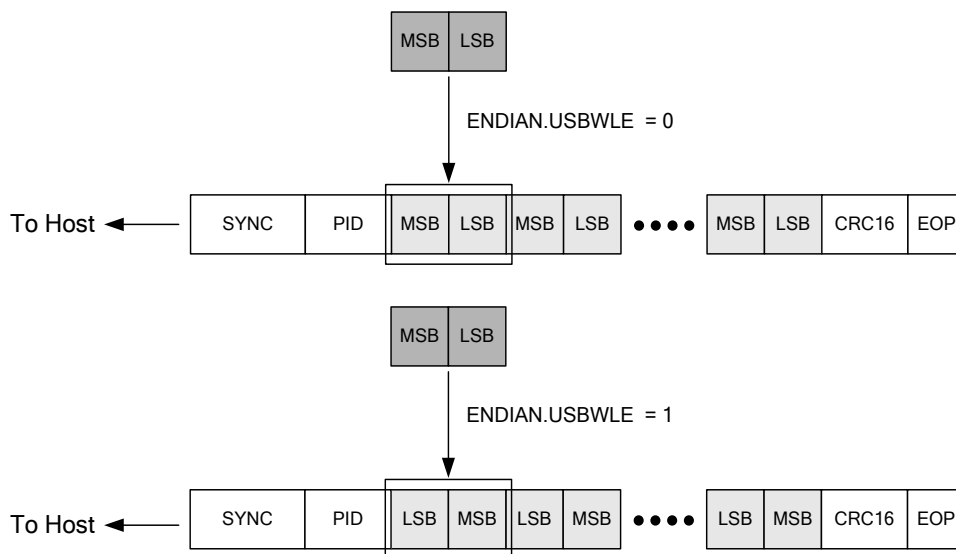 MSB LSB
ENDIAN.USBWLE = 0
To Host SYNC PID MSB LSB MSB LSB MSB LSB CRC16 EOP
MSB LSB
ENDIAN.USBWLE = 1
To Host SYNC PID LSB MSB LSB MSB LSB MSB CRC16 EOP